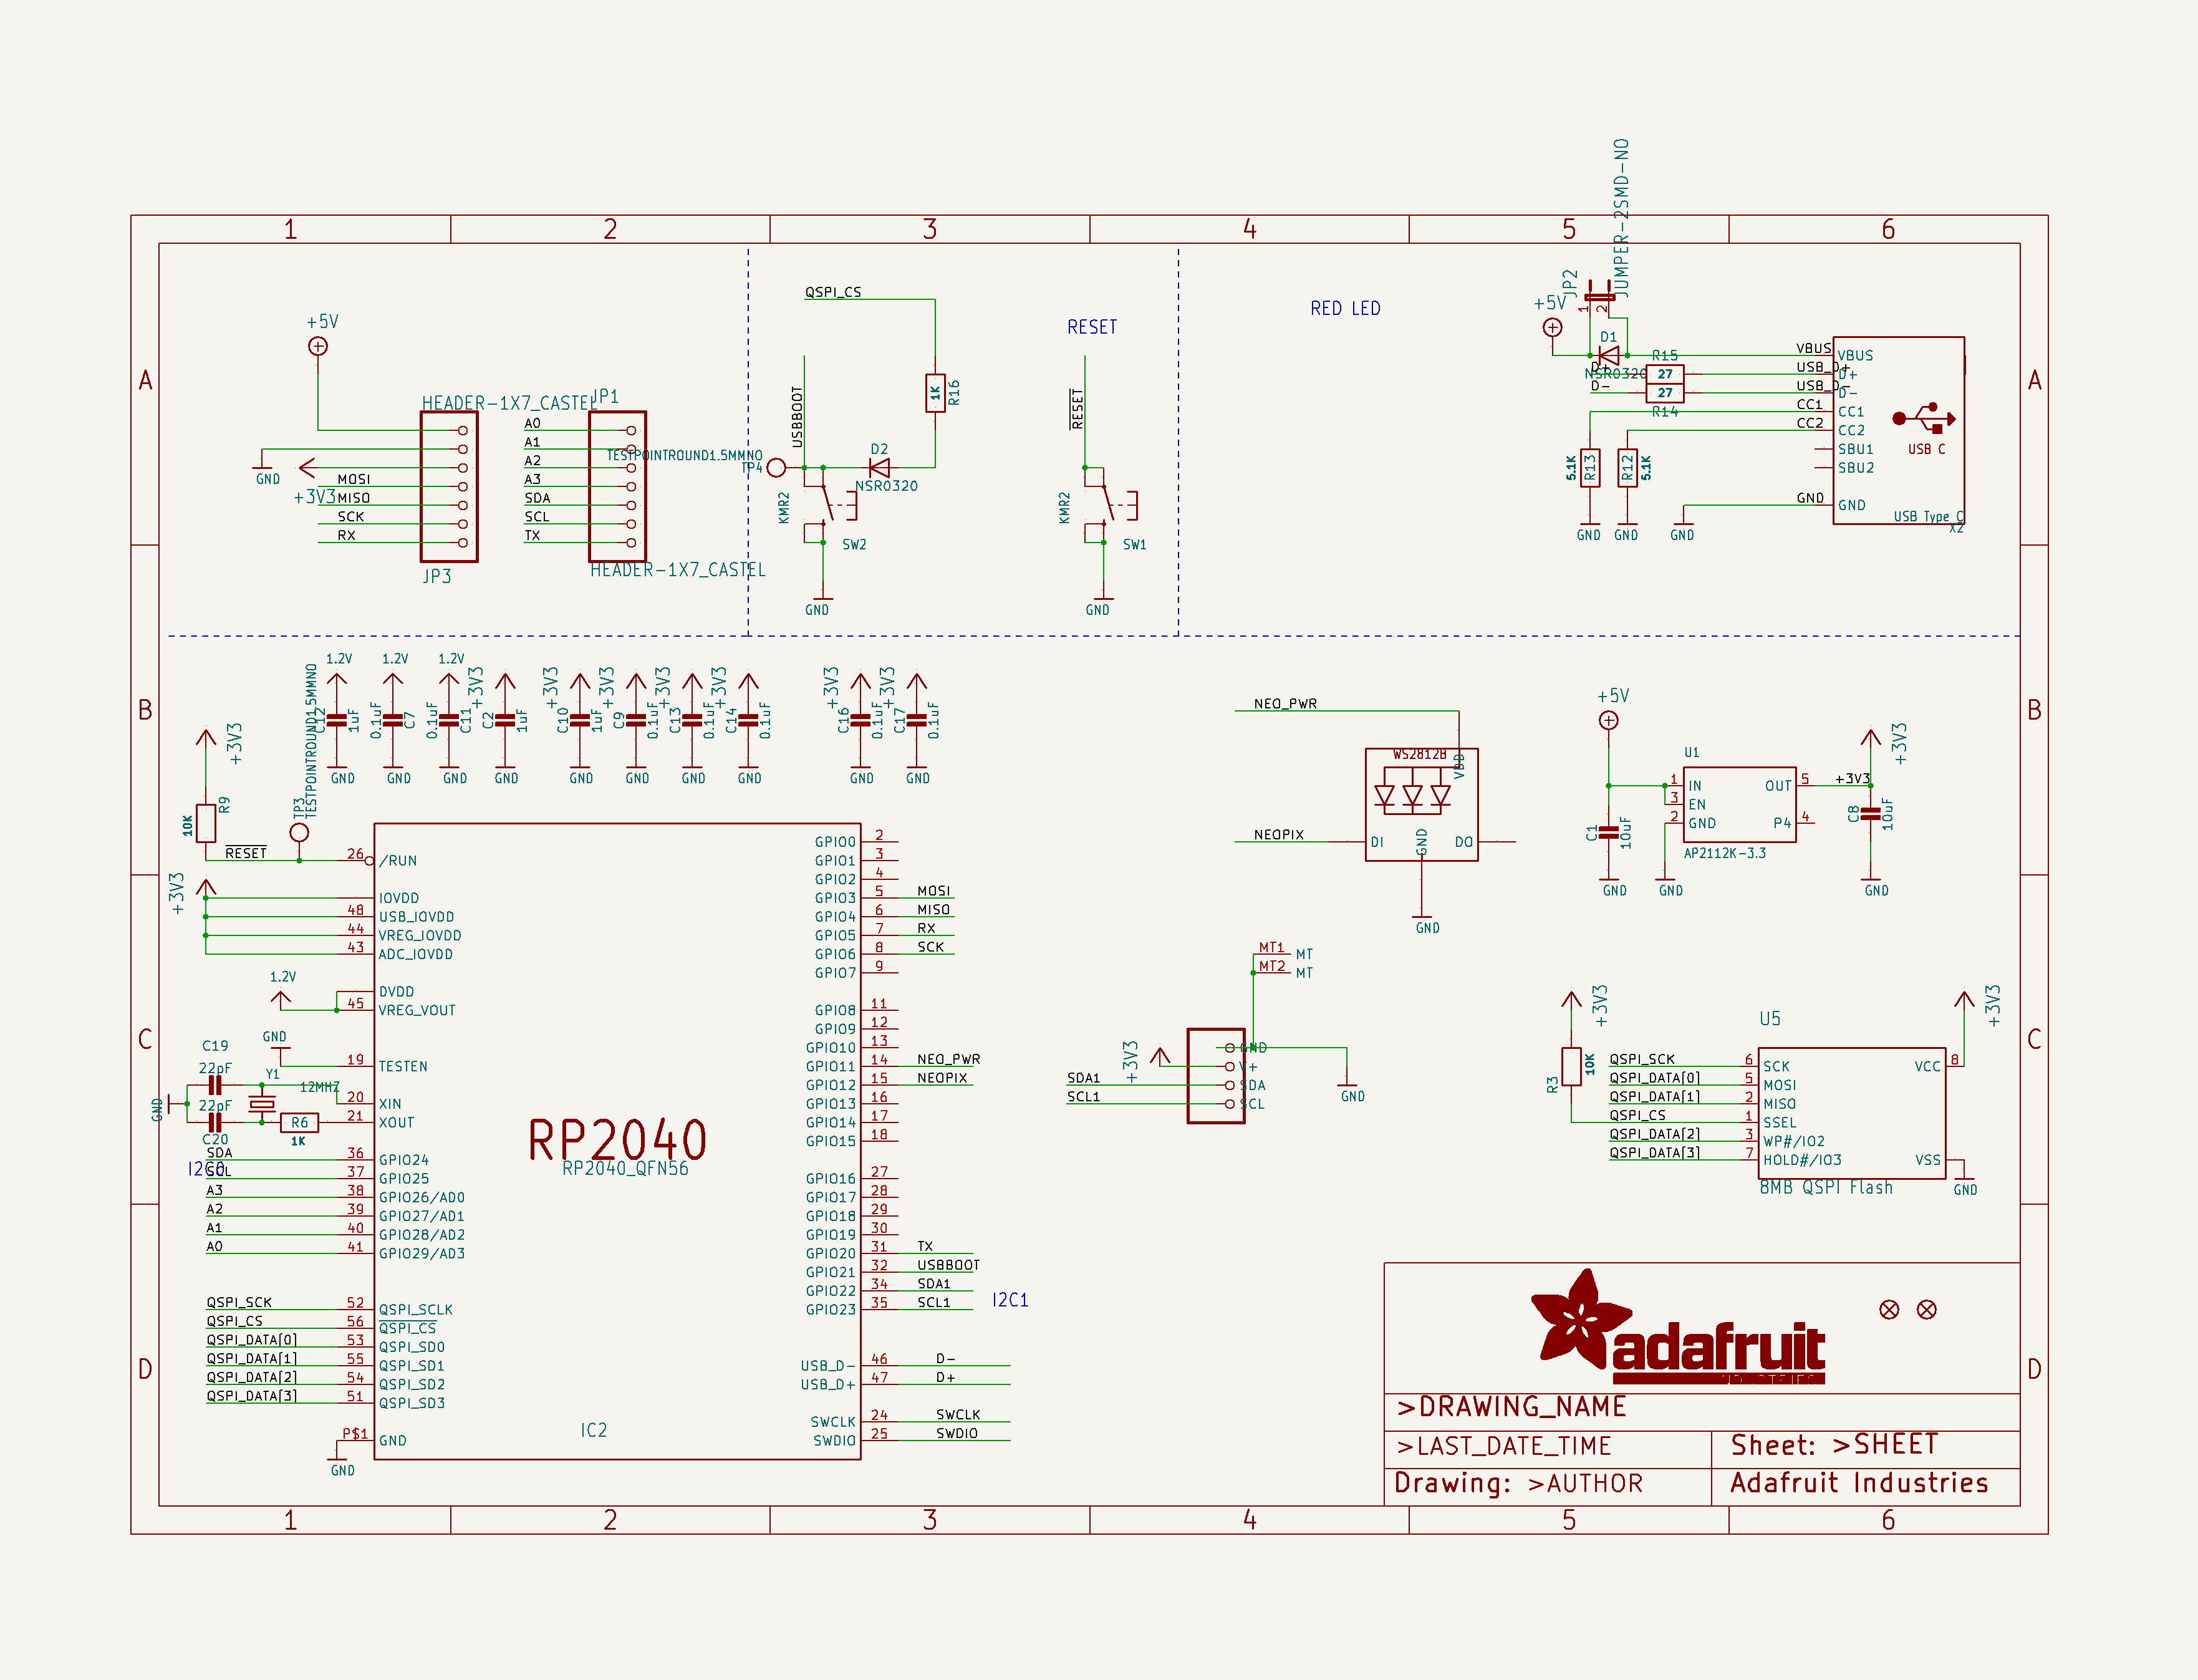 1 2 3 4 5 6
A
B
C
D
+5V
HEADER-1X7_CASTEL
JP1
GND
+3V3
MOSI
MISO
SCK
RX
JP3
A0
A1
A2
A3
SDA
SCL
TX
HEADER-1X7_CASTEL
TESTPOINTROUND1.5MMNO
TP4
QSPI_CS
USBBOOT
1K
R16
D2
NSR0320
KMR2
SW2
GND
RESET
RESET
KMR2
SW1
GND
RED LED
JUMPER-2SMD-NO
JP2
1
2
+5V
D1
NSR0320
D+
D-
R15
27
27
R14
VBUS
USB_D+
USB_D-
CC1
CC2
GND
VBUS
D+
D-
CC1
CC2
SBU1
SBU2
GND
USB C
USB Type C
X2
5.1K
R13
R12
5.1K
GND
GND
GND
1.2V
C12
1uF
GND
1.2V
0.1uF
C7
GND
1.2V
0.1uF
C11
GND
+3V3
C2
1uF
GND
+3V3
C10
1uF
GND
+3V3
C9
0.1uF
GND
+3V3
C13
0.1uF
GND
+3V3
C14
0.1uF
GND
+3V3
C16
0.1uF
GND
+3V3
C17
0.1uF
GND
+3V3
10K
R9
TP3
TESTPOINTROUND1.5MMNO
RESET
26 /RUN
+3V3
IOVDD
48 USB_IOVDD
44 VREG_IOVDD
43 ADC_IOVDD
1.2V
DVDD
45 VREG_VOUT
GND
19 TESTEN
C19
22pF
Y1
12MHZ
GND
22pF
C20
R6
1K
20 XIN
21 XOUT
I2C0
SDA 36 GPIO24
SCL 37 GPIO25
A3 38 GPIO26/AD0
A2 39 GPIO27/AD1
A1 40 GPIO28/AD2
A0 41 GPIO29/AD3
QSPI_SCK 52 QSPI_SCLK
QSPI_CS 56 QSPI_CS
QSPI_DATA[0] 53 QSPI_SD0
QSPI_DATA[1] 55 QSPI_SD1
QSPI_DATA[2] 54 QSPI_SD2
QSPI_DATA[3] 51 QSPI_SD3
P$1 GND
GND
RP2040
RP2040_QFN56
IC2
GPIO0 2
GPIO1 3
GPIO2 4
GPIO3 5 MOSI
GPIO4 6 MISO
GPIO5 7 RX
GPIO6 8 SCK
GPIO7 9
GPIO8 11
GPIO9 12
GPIO10 13
GPIO11 14 NEO_PWR
GPIO12 15 NEOPIX
GPIO13 16
GPIO14 17
GPIO15 18
GPIO16 27
GPIO17 28
GPIO18 29
GPIO19 30
GPIO20 31 TX
GPIO21 32 USBBOOT
GPIO22 34 SDA1
GPIO23 35 SCL1
I2C1
USB_D- 46 D-
USB_D+ 47 D+
SWCLK 24 SWCLK
SWDIO 25 SWDIO
NEO_PWR
WS2812B
VDD
NEOPIX
DI
GND
DO
GND
+5V
C1
10uF
GND
U1
1 IN
3 EN
2 GND
OUT 5
P4 4
AP2112K-3.3
GND
+3V3
+3V3
C8
10uF
GND
MT1 MT
MT2 MT
+3V3
GND
V+
SDA1 SDA
SCL1 SCL
GND
+3V3
R3
10K
U5
+3V3
QSPI_SCK 6 SCK
QSPI_DATA[0] 5 MOSI
QSPI_DATA[1] 2 MISO
QSPI_CS 1 SSEL
QSPI_DATA[2] 3 WP#/IO2
QSPI_DATA[3] 7 HOLD#/IO3
VCC 8
VSS
8MB QSPI Flash
GND
adafruit
>DRAWING_NAME
>LAST_DATE_TIME
Sheet: >SHEET
Drawing: >AUTHOR
Adafruit Industries
A
B
C
D
1 2 3 4 5 6